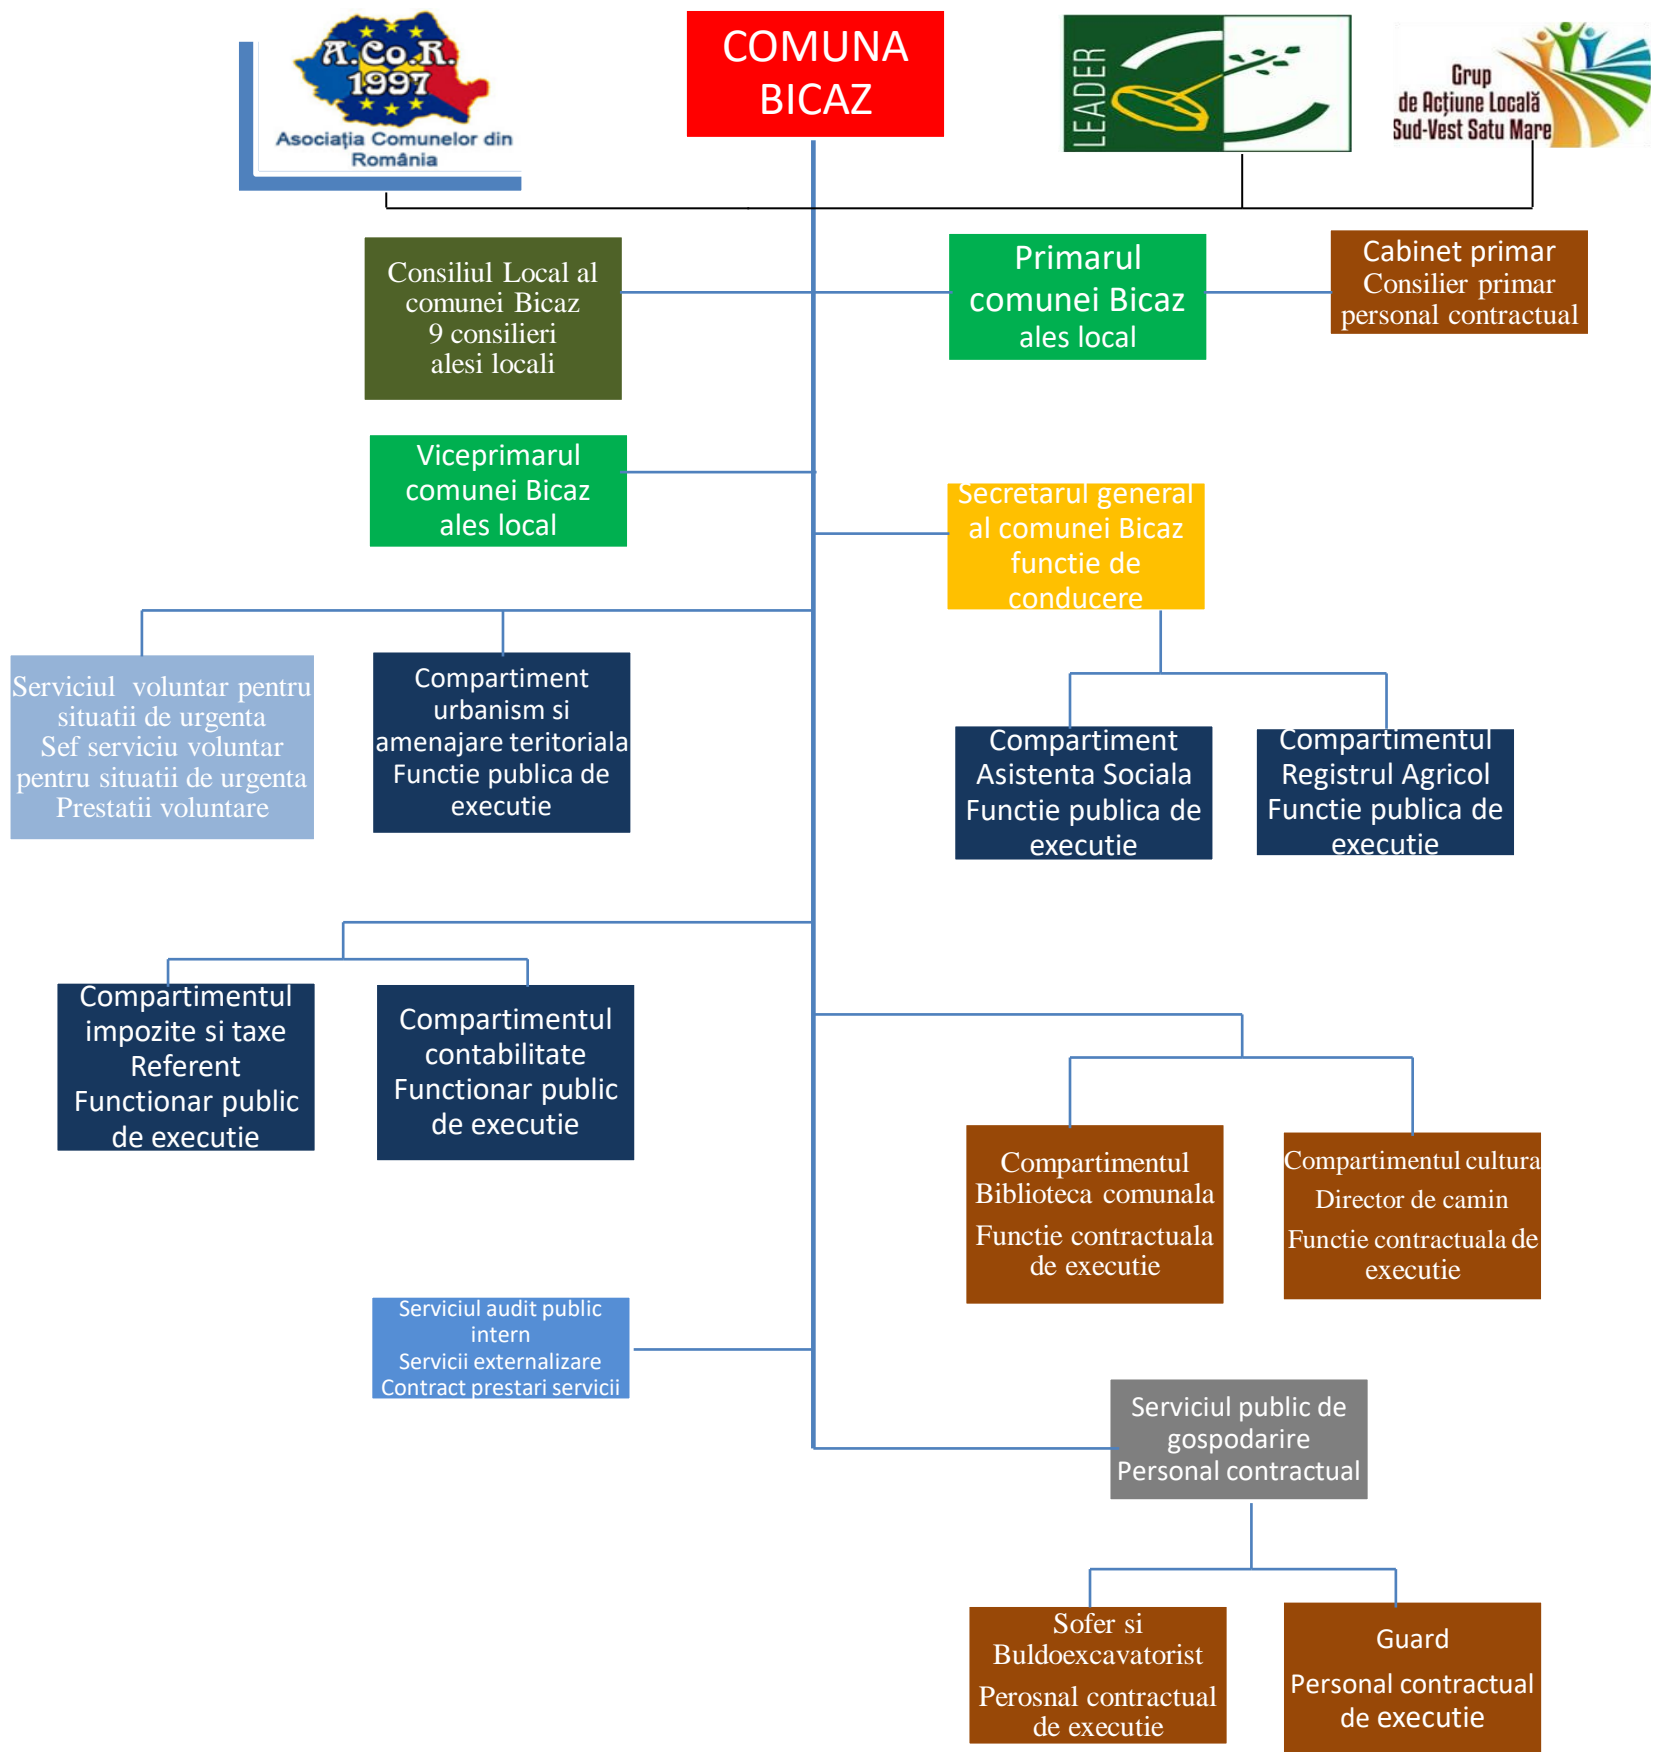 A.Co.R.
1997
Asociația Comunelor din
România
COMUNA
BICAZ
LEADER
Grup
de Acțiune Locală
Sud-Vest Satu Mare
Consiliul Local al
comunei Bicaz
9 consilieri
alesi locali
Primarul
comunei Bicaz
ales local
Cabinet primar
Consilier primar
personal contractual
Viceprimarul
comunei Bicaz
ales local
Secretarul general
al comunei Bicaz
functie de
conducere
Serviciul voluntar pentru
situatii de urgenta
Sef serviciu voluntar
pentru situatii de urgenta
Prestatii voluntare
Compartiment
urbanism si
amenajare teritoriala
Functie publica de
executie
Compartiment
Asistenta Sociala
Functie publica de
executie
Compartimentul
Registrul Agricol
Functie publica de
executie
Compartimentul
impozite si taxe
Referent
Functionar public
de executie
Compartimentul
contabilitate
Functionar public
de executie
Compartimentul
Biblioteca comunala
Functie contractuala
de executie
Compartimentul cultura
Director de camin
Functie contractuala de
executie
Serviciul audit public
intern
Servicii externalizare
Contract prestari servicii
Serviciul public de
gospodarire
Personal contractual
Sofer si
Buldoexcavatorist
Perosnal contractual
de executie
Guard
Personal contractual
de executie